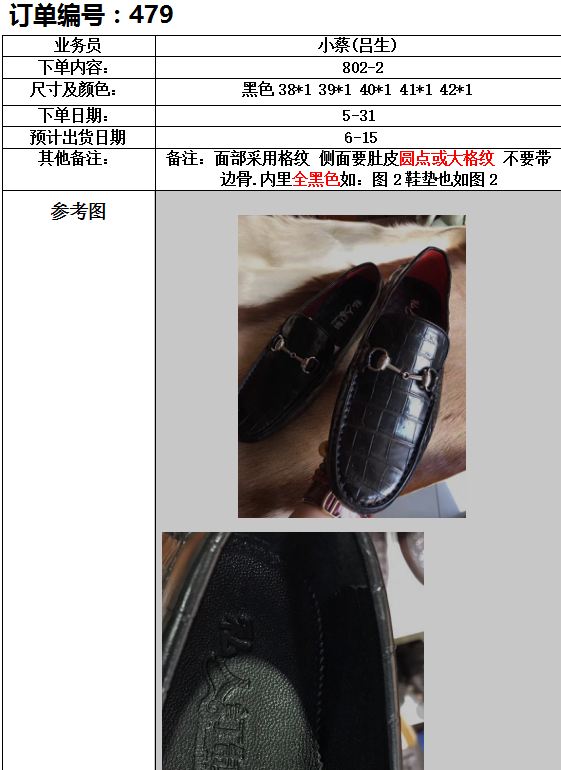 订单编号：479
业务员
小蔡(吕生)
下单内容：
802-2
尺寸及颜色：
黑色 38*1 39*1 40*1 41*1 42*1
下单日期：
5-31
预计出货日期
6-15
其他备注：
备注：面部采用格纹 侧面要肚皮圆点或大格纹 不要带
边骨.内里全黑色如：图 2 鞋垫也如图 2
参考图
私人订制